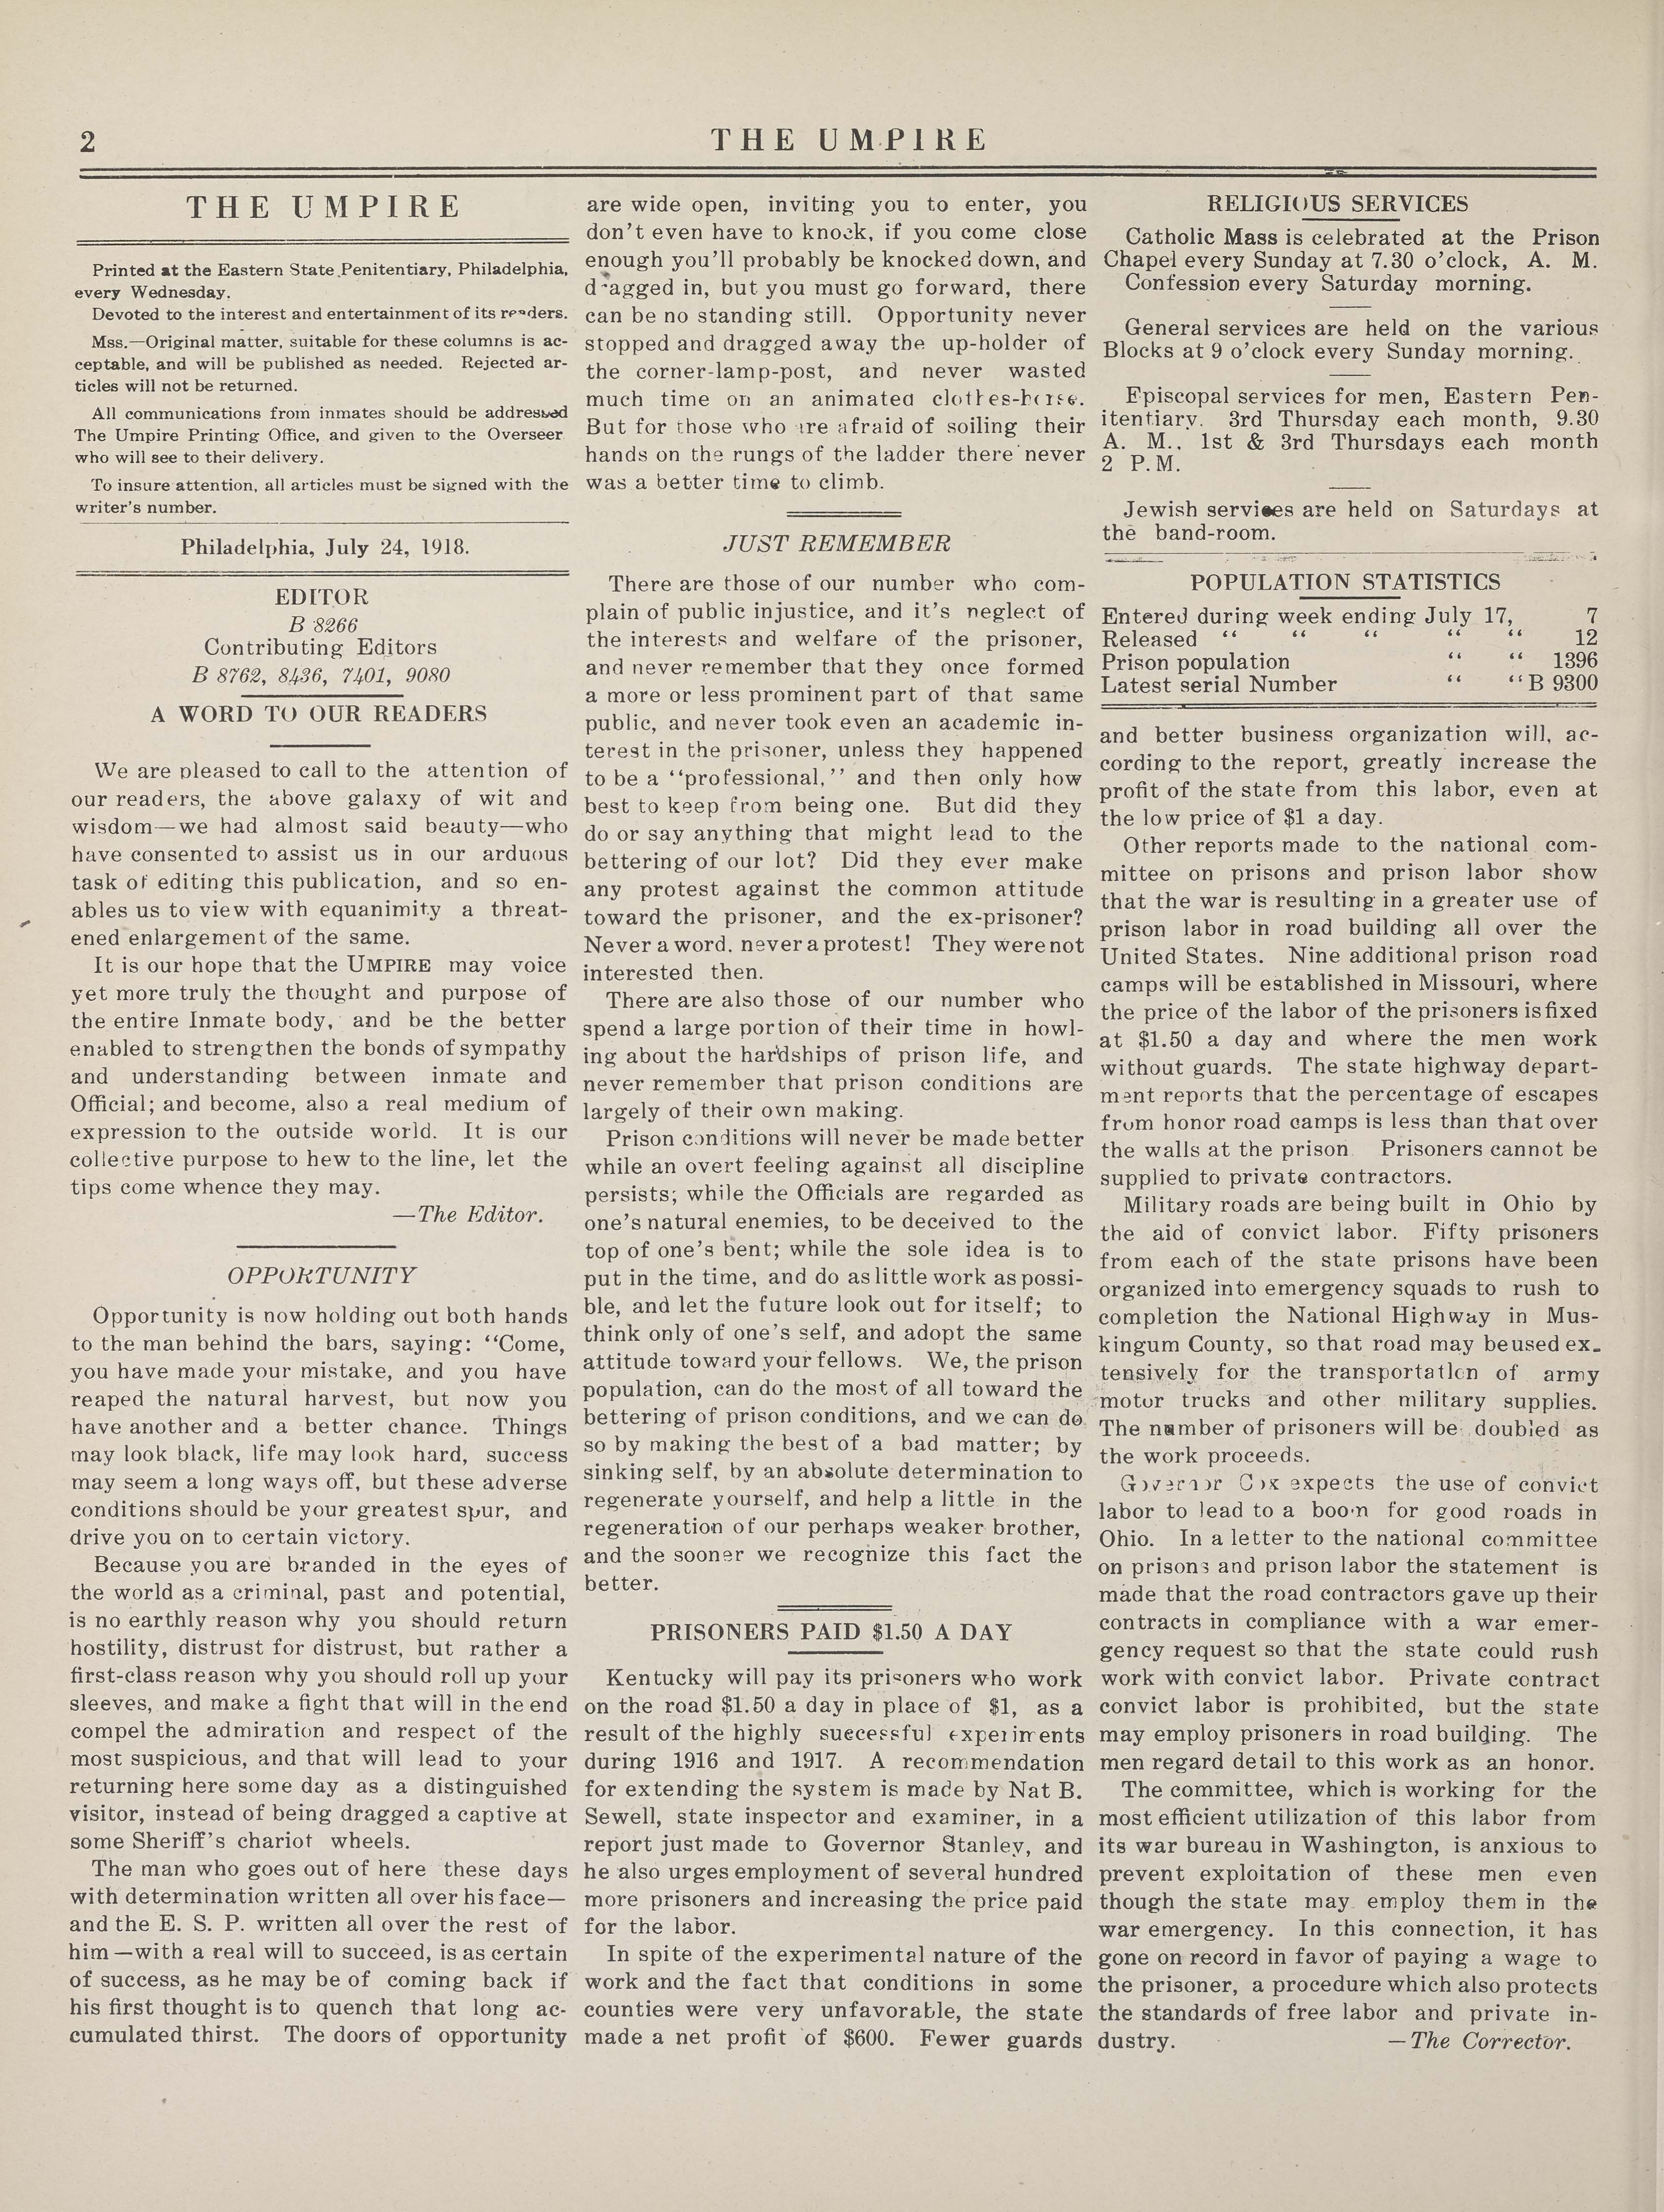 2
THE UMPIRE
THE UMPIRE
Printed at the Eastern State Penitentiary, Philadelphia,
every Wednesday.
Devoted to the interest and entertainment of its readers.
Mss.—Original matter, suitable for these columns is ac-
ceptable, and will be published as needed. Rejected ar-
ticles will not be returned.
All communications from inmates should be addressed
The Umpire Printing Office, and given to the Overseer
who will see to their delivery.
To insure attention, all articles must be signed with the
writer's number.
Philadelphia, July 24, 1918.
EDITOR
B 8266
Contributing Editors
B 8762, 8436, 7401, 9080
A WORD TO OUR READERS
We are pleased to call to the attention of
our readers, the above galaxy of wit and
wisdom—we had almost said beauty—who
have consented to assist us in our arduous
task of editing this publication, and so en-
ables us to view with equanimity a threat-
ened enlargement of the same.
It is our hope that the UMPIRE may voice
yet more truly the thought and purpose of
the entire Inmate body, and be the better
enabled to strengthen the bonds of sympathy
and understanding between inmate and
Official; and become, also a real medium of
expression to the outside world. It is our
collective purpose to hew to the line, let the
tips come whence they may.
—The Editor.
OPPORTUNITY
Opportunity is now holding out both hands
to the man behind the bars, saying: "Come,
you have made your mistake, and you have
reaped the natural harvest, but now you
have another and a better chance. Things
may look black, life may look hard, success
may seem a long ways off, but these adverse
conditions should be your greatest spur, and
drive you on to certain victory.
Because you are branded in the eyes of
the world as a criminal, past and potential,
is no earthly reason why you should return
hostility, distrust for distrust, but rather a
first-class reason why you should roll up your
sleeves, and make a fight that will in the end
compel the admiration and respect of the
most suspicious, and that will lead to your
returning here some day as a distinguished
visitor, instead of being dragged a captive at
some Sheriff's chariot wheels.
The man who goes out of here these days
with determination written all over his face—
and the E. S. P. written all over the rest of
him—with a real will to succeed, is as certain
of success, as he may be of coming back if
his first thought is to quench that long ac-
cumulated thirst. The doors of opportunity
are wide open, inviting you to enter, you
don't even have to knock, if you come close
enough you'll probably be knocked down, and
dragged in, but you must go forward, there
can be no standing still. Opportunity never
stopped and dragged away the up-holder of
the corner-lamp-post, and never wasted
much time on an animated clothes-horse.
But for those who are afraid of soiling their
hands on the rungs of the ladder there never
was a better time to climb.
JUST REMEMBER
There are those of our number who com-
plain of public injustice, and it's neglect of
the interests and welfare of the prisoner,
and never remember that they once formed
a more or less prominent part of that same
public, and never took even an academic in-
terest in the prisoner, unless they happened
to be a "professional," and then only how
best to keep from being one. But did they
do or say anything that might lead to the
bettering of our lot? Did they ever make
any protest against the common attitude
toward the prisoner, and the ex-prisoner?
Never a word, never a protest! They were not
interested then.
There are also those of our number who
spend a large portion of their time in howl-
ing about the hardships of prison life, and
never remember that prison conditions are
largely of their own making.
Prison conditions will never be made better
while an overt feeling against all discipline
persists; while the Officials are regarded as
one's natural enemies, to be deceived to the
top of one's bent; while the sole idea is to
put in the time, and do as little work as possi-
ble, and let the future look out for itself; to
think only of one's self, and adopt the same
attitude toward your fellows. We, the prison
population, can do the most of all toward the
bettering of prison conditions, and we can do
so by making the best of a bad matter; by
sinking self, by an absolute determination to
regenerate yourself, and help a little in the
regeneration of our perhaps weaker brother,
and the sooner we recognize this fact the
better.
PRISONERS PAID $1.50 A DAY
Kentucky will pay its prisoners who work
on the road $1.50 a day in place of $1, as a
result of the highly successful experiments
during 1916 and 1917. A recommendation
for extending the system is made by Nat B.
Sewell, state inspector and examiner, in a
report just made to Governor Stanley, and
he also urges employment of several hundred
more prisoners and increasing the price paid
for the labor.
In spite of the experimental nature of the
work and the fact that conditions in some
counties were very unfavorable, the state
made a net profit of $600. Fewer guards
RELIGIOUS SERVICES
Catholic Mass is celebrated at the Prison
Chapel every Sunday at 7.30 o'clock, A. M.
Confession every Saturday morning.
General services are held on the various
Blocks at 9 o'clock every Sunday morning.
Episcopal services for men, Eastern Pen-
itentiary. 3rd Thursday each month, 9.30
A. M., 1st & 3rd Thursdays each month
2 P.M.
Jewish services are held on Saturdays at
the band-room.
POPULATION STATISTICS
Entered during week ending July 17, 7
Released " " " " " 12
Prison population " " 1396
Latest serial Number " " B 9300
and better business organization will, ac-
cording to the report, greatly increase the
profit of the state from this labor, even at
the low price of $1 a day.
Other reports made to the national com-
mittee on prisons and prison labor show
that the war is resulting in a greater use of
prison labor in road building all over the
United States. Nine additional prison road
camps will be established in Missouri, where
the price of the labor of the prisoners is fixed
at $1.50 a day and where the men work
without guards. The state highway depart-
ment reports that the percentage of escapes
from honor road camps is less than that over
the walls at the prison Prisoners cannot be
supplied to private contractors.
Military roads are being built in Ohio by
the aid of convict labor. Fifty prisoners
from each of the state prisons have been
organized into emergency squads to rush to
completion the National Highway in Mus-
kingum County, so that road may be used ex-
tensively for the transportation of army
motor trucks and other military supplies.
The number of prisoners will be doubled as
the work proceeds.
Governor Cox expects the use of convict
labor to lead to a boom for good roads in
Ohio. In a letter to the national committee
on prisons and prison labor the statement is
made that the road contractors gave up their
contracts in compliance with a war emer-
gency request so that the state could rush
work with convict labor. Private contract
convict labor is prohibited, but the state
may employ prisoners in road building. The
men regard detail to this work as an honor.
The committee, which is working for the
most efficient utilization of this labor from
its war bureau in Washington, is anxious to
prevent exploitation of these men even
though the state may employ them in the
war emergency. In this connection, it has
gone on record in favor of paying a wage to
the prisoner, a procedure which also protects
the standards of free labor and private in-
dustry. —The Corrector.